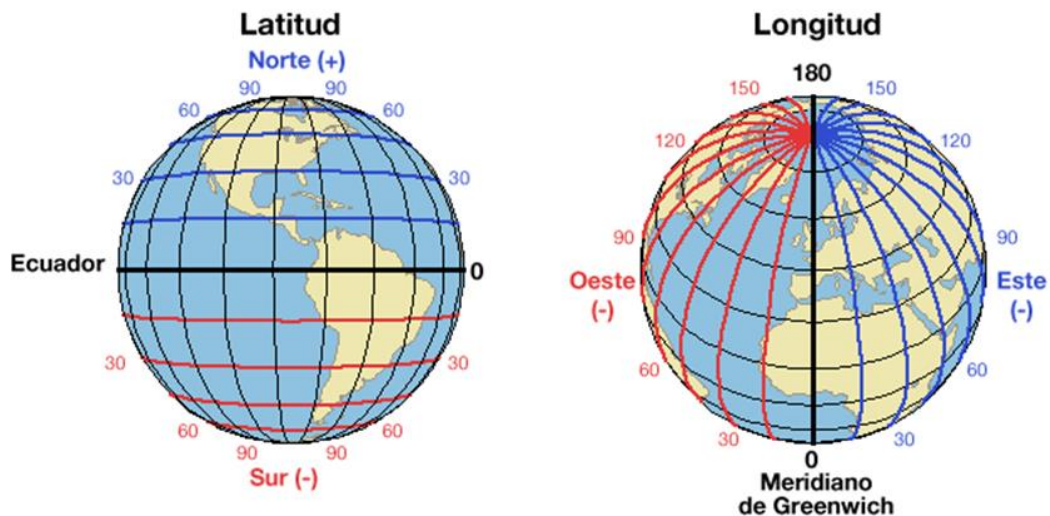 Latitud
Norte (+)
90 90
60 60
30 30
Ecuador 0
30 30
60 60
90 90
Sur (-)
Longitud
180
150 150
120 120
90 90
Oeste Este
(-) (-)
60 60
30 30
0
Meridiano
de Greenwich